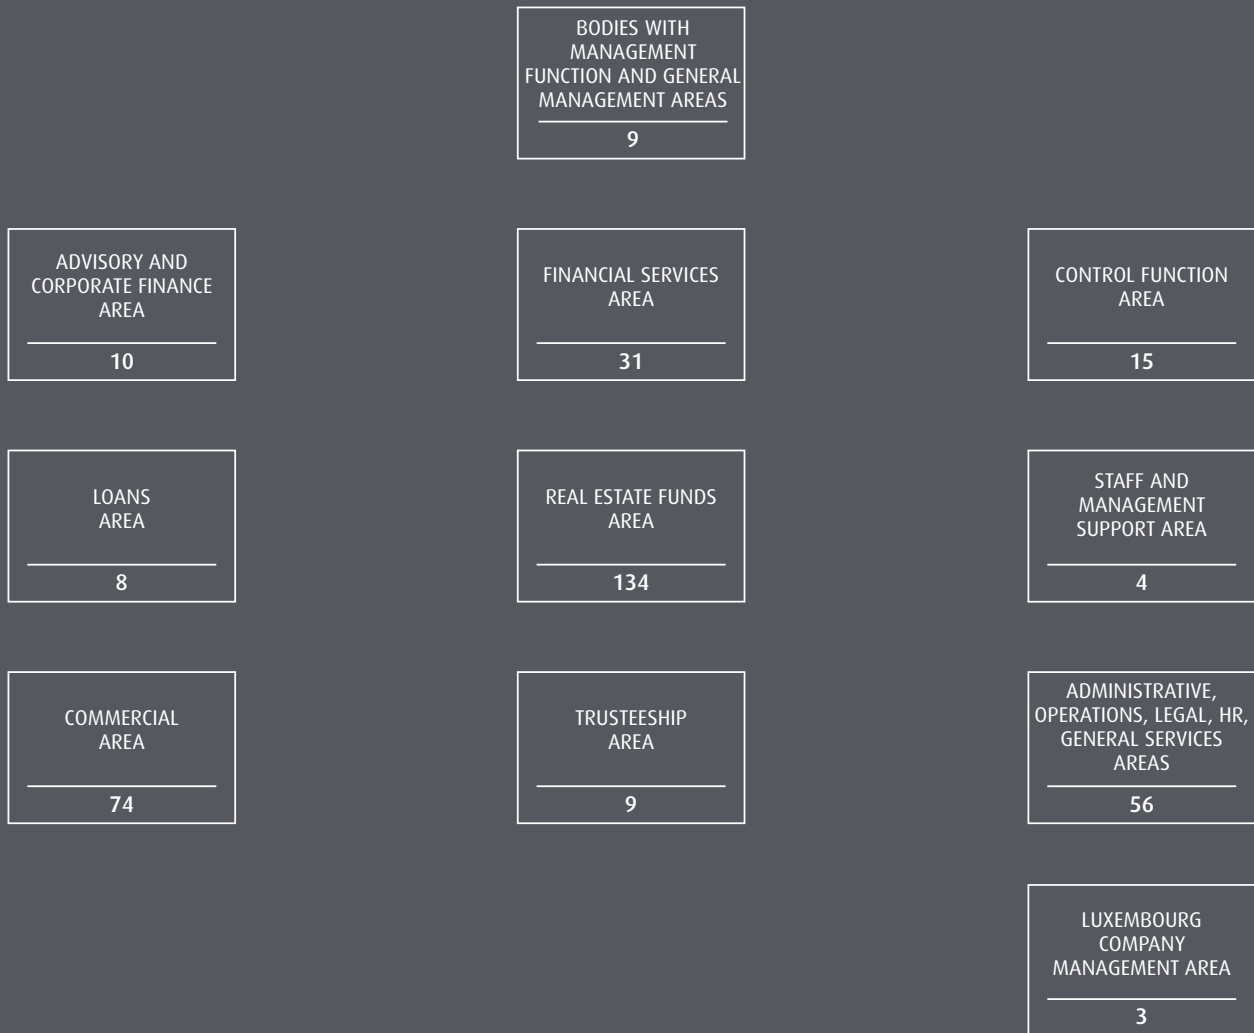 BODIES WITH
MANAGEMENT
FUNCTION AND GENERAL
MANAGEMENT AREAS
9
ADVISORY AND
CORPORATE FINANCE
AREA
10
FINANCIAL SERVICES
AREA
31
CONTROL FUNCTION
AREA
15
LOANS
AREA
8
REAL ESTATE FUNDS
AREA
134
STAFF AND
MANAGEMENT
SUPPORT AREA
4
COMMERCIAL
AREA
74
TRUSTEESHIP
AREA
9
ADMINISTRATIVE,
OPERATIONS, LEGAL, HR,
GENERAL SERVICES
AREAS
56
LUXEMBOURG
COMPANY
MANAGEMENT AREA
3